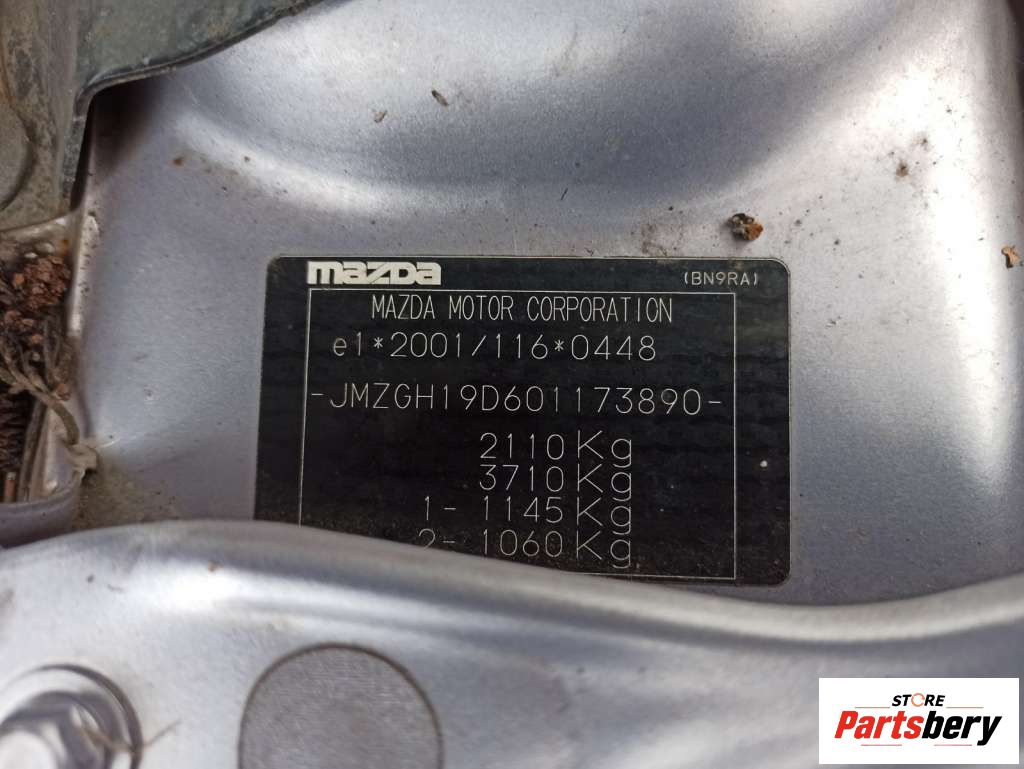 mazda
(BN9RA)
MAZDA MOTOR CORPORATION
e1*2001/116*0448
-JMZGH19D601173890-
2110Kg
3710Kg
1- 1145Kg
2- 1060Kg
STORE
Partsbery